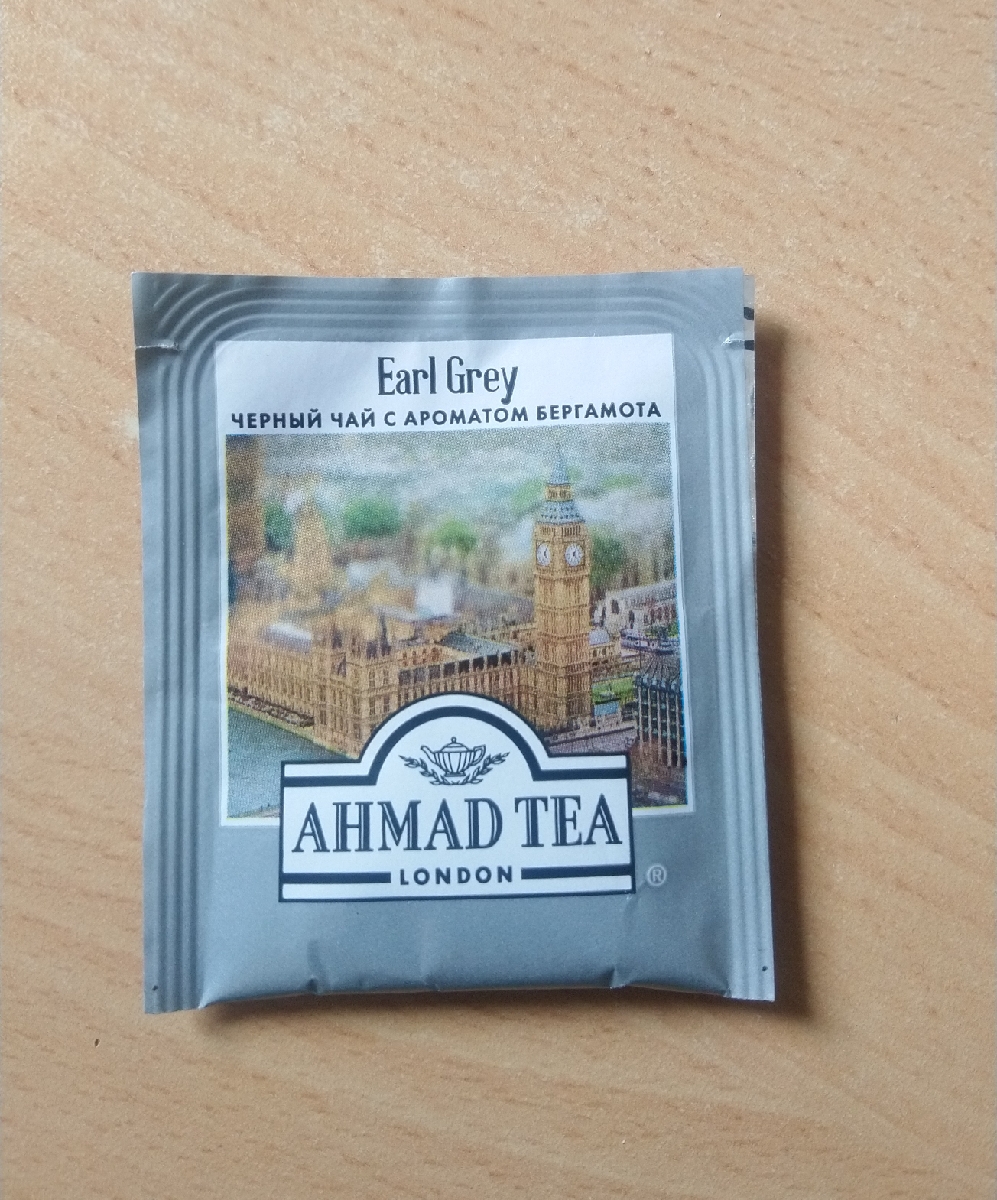 Earl Grey
ЧЕРНЫЙ ЧАЙ С АРОМАТОМ БЕРГАМОТА
AHMAD TEA
LONDON
®